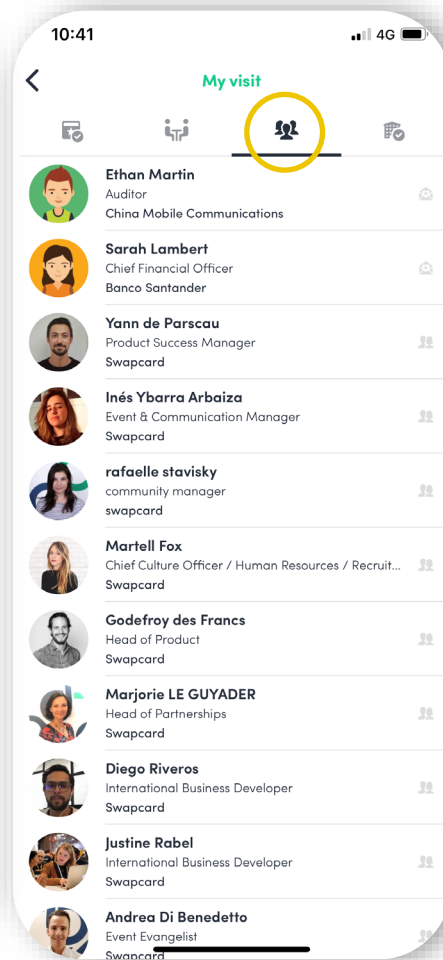 10:41
4G
My visit
Ethan Martin
Auditor
China Mobile Communications
Sarah Lambert
Chief Financial Officer
Banco Santander
Yann de Parscau
Product Success Manager
Swapcard
Inés Ybarra Arbaiza
Event & Communication Manager
Swapcard
rafaelle stavisky
community manager
swapcard
Martell Fox
Chief Culture Officer / Human Resources / Recruit...
Swapcard
Godefroy des Francs
Head of Product
Swapcard
Marjorie LE GUYADER
Head of Partnerships
Swapcard
Diego Riveros
International Business Developer
Swapcard
Justine Rabel
International Business Developer
Swapcard
Andrea Di Benedetto
Event Evangelist
Swapcard